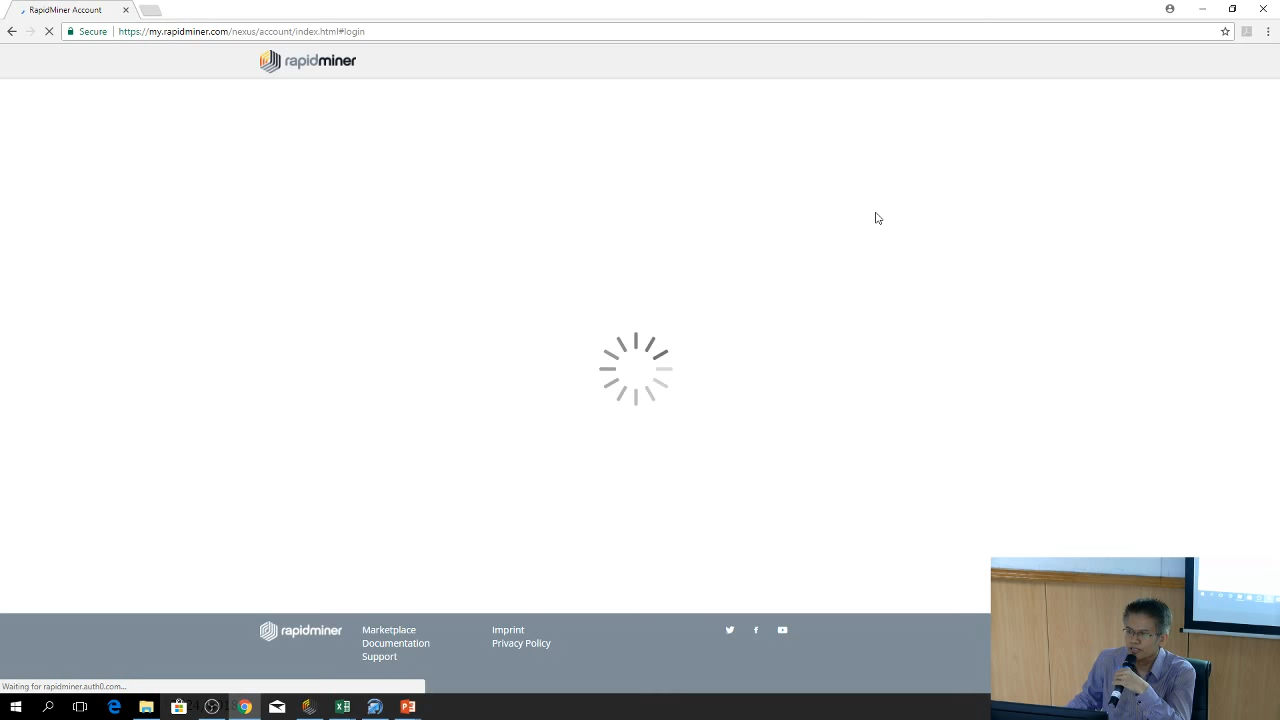 RapidMiner Account
Secure https://my.rapidminer.com/nexus/account/index.html#login
rapidminer
rapidminer
Marketplace
Documentation
Support
Imprint
Privacy Policy
Waiting for rapidminer.auth0.com...